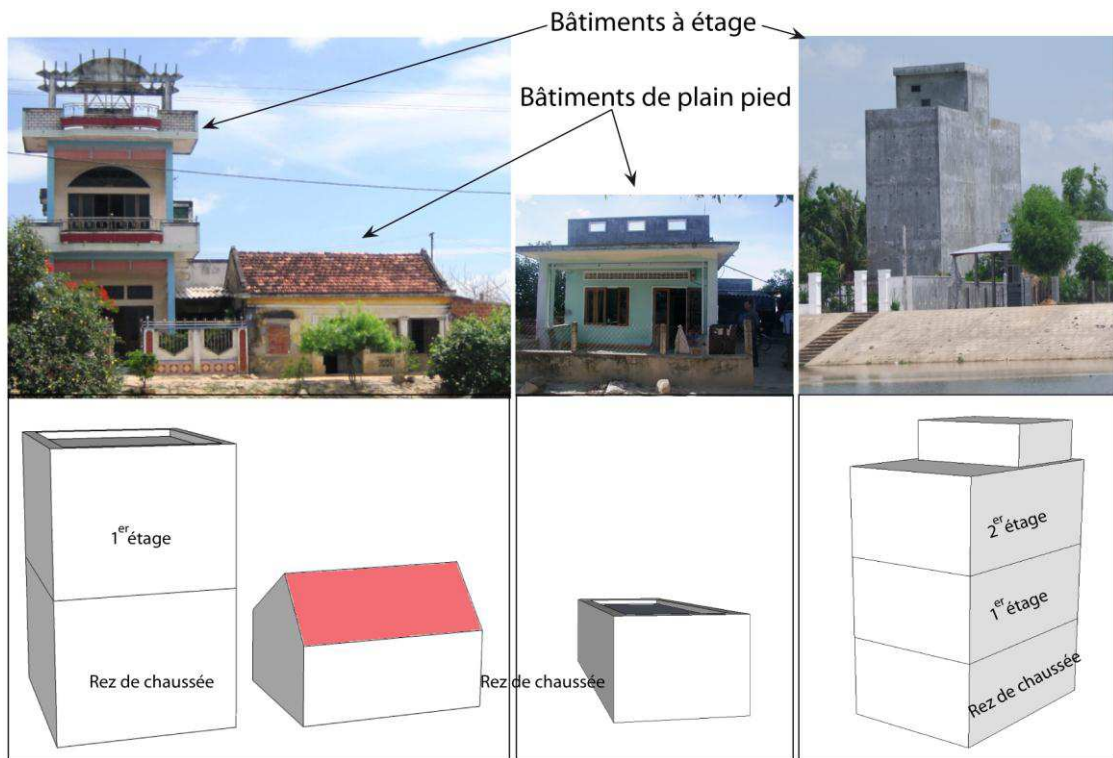 Bâtiments à étage
Bâtiments de plain pied
1er étage
Rez de chaussée
Rez de chaussée
2er étage
1er étage
Rez de chaussée